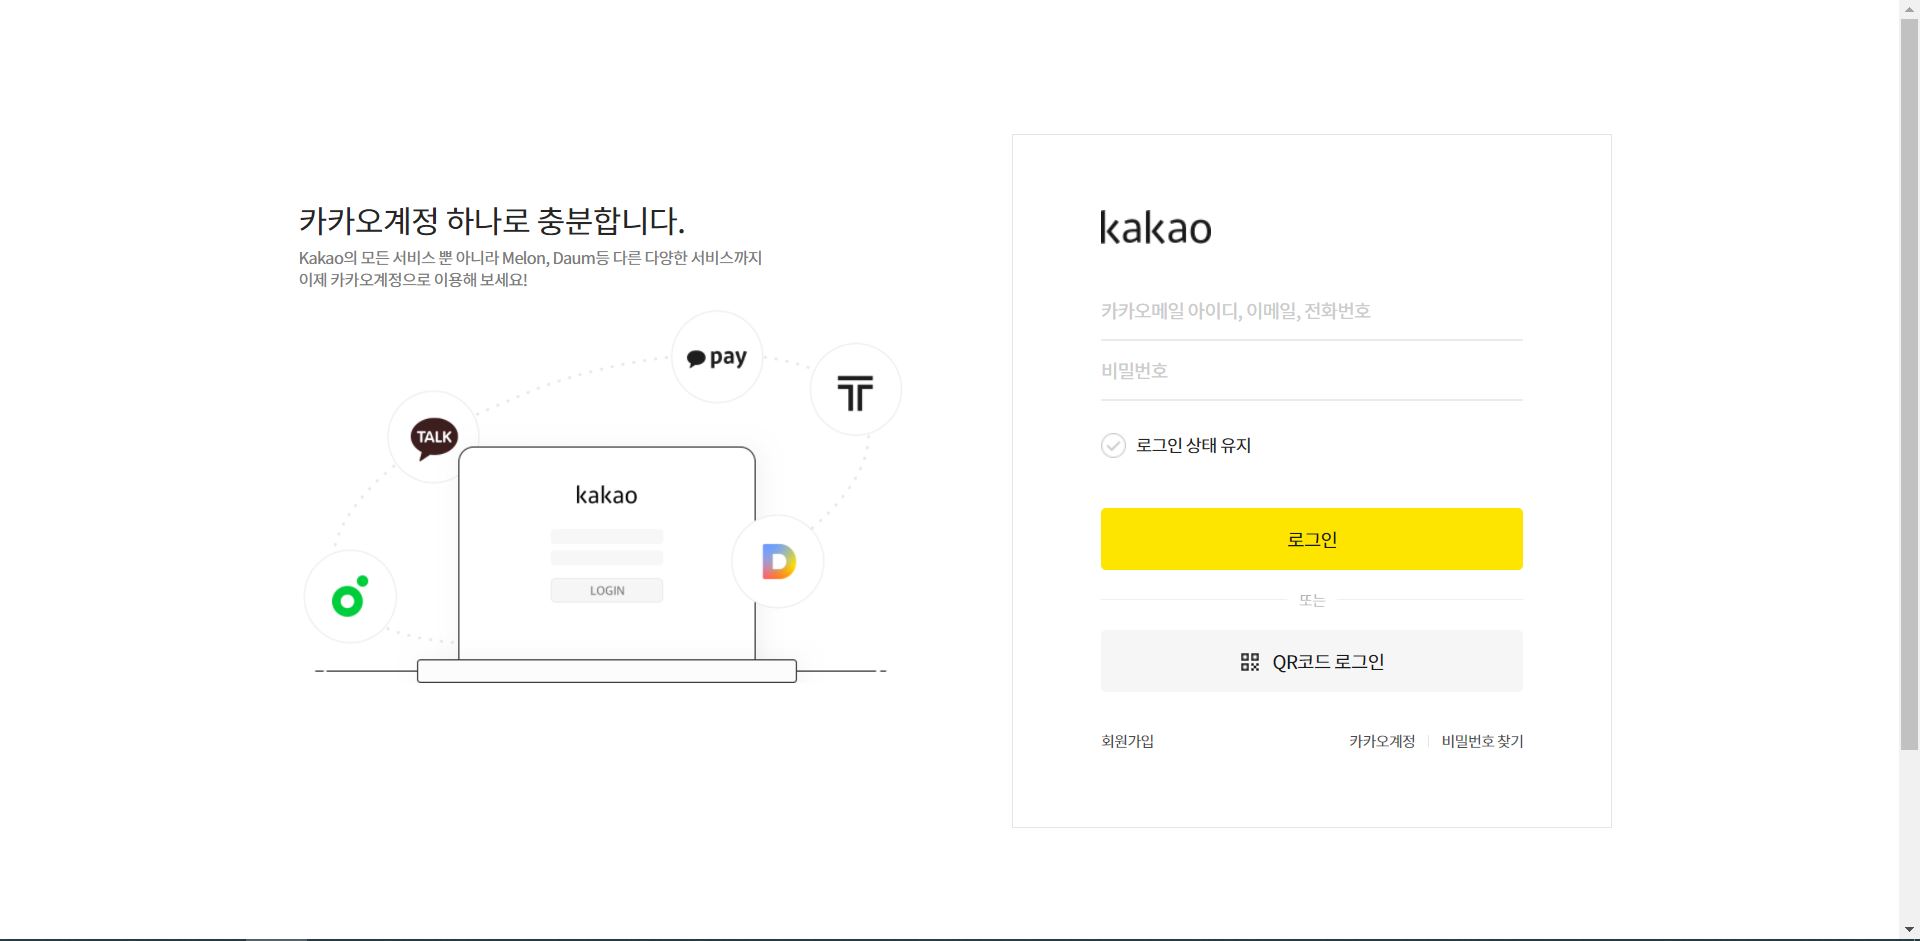 카카오계정 하나로 충분합니다.
Kakao의 모든 서비스 뿐 아니라 Melon, Daum등 다른 다양한 서비스까지
이제 카카오계정으로 이용해 보세요!
pay
T
TALK
kakao
D
LOGIN
kakao
카카오메일 아이디, 이메일, 전화번호
비밀번호
로그인 상태 유지
로그인
또는
QR코드 로그인
회원가입
카카오계정
비밀번호 찾기